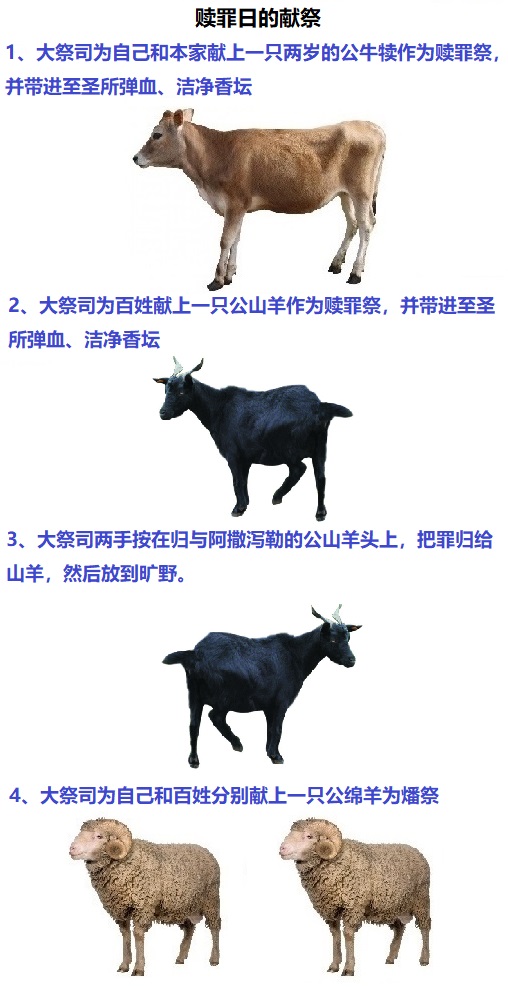 赎罪日的献祭
1、大祭司为自己和本家献上一只两岁的公牛犊作为赎罪祭，
并带进至圣所弹血、洁净香坛
2、大祭司为百姓献上一只公山羊作为赎罪祭，并带进至圣
所弹血、洁净香坛
3、大祭司两手按在归与阿撒泻勒的公山羊头上，把罪归给
山羊，然后放到旷野。
4、大祭司为自己和百姓分别献上一只公绵羊为燔祭